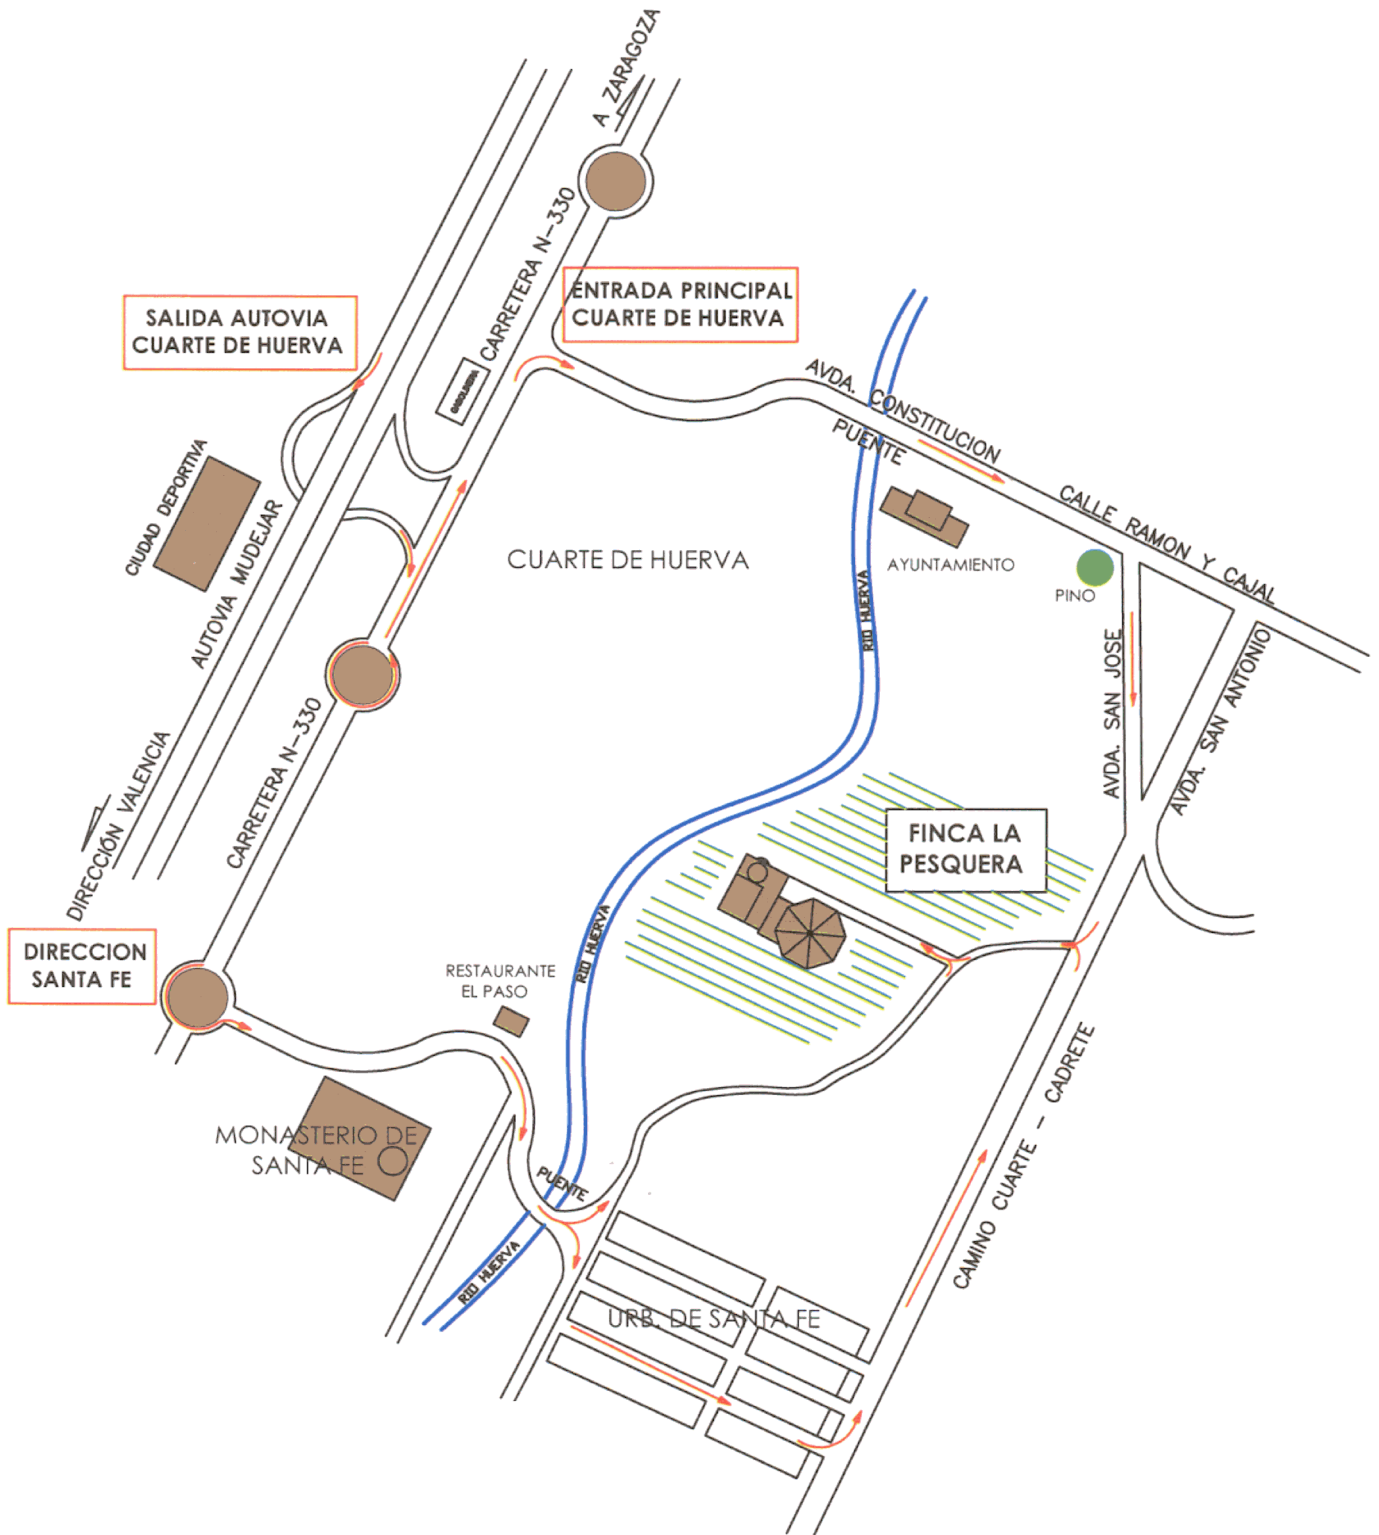 A ZARAGOZA
CARRETERA N-330
ENTRADA PRINCIPAL
CUARTE DE HUERVA
SALIDA AUTOVIA
CUARTE DE HUERVA
GASOLINERA
AVDA. CONSTITUCION
PUENTE
CIUDAD DEPORTIVA
AUTOVIA MUDEJAR
CALLE RAMON Y CAJAL
CUARTE DE HUERVA
AYUNTAMIENTO
PINO
RIO HUERVA
AVDA. SAN JOSE
AVDA. SAN ANTONIO
CARRETERA N-330
DIRECCIÓN VALENCIA
FINCA LA
PESQUERA
DIRECCION
SANTA FE
RIO HUERVA
RESTAURANTE
EL PASO
MONASTERIO DE
SANTA FE
PUENTE
CAMINO CUARTE - CADRETE
RIO HUERVA
URB. DE SANTA FE